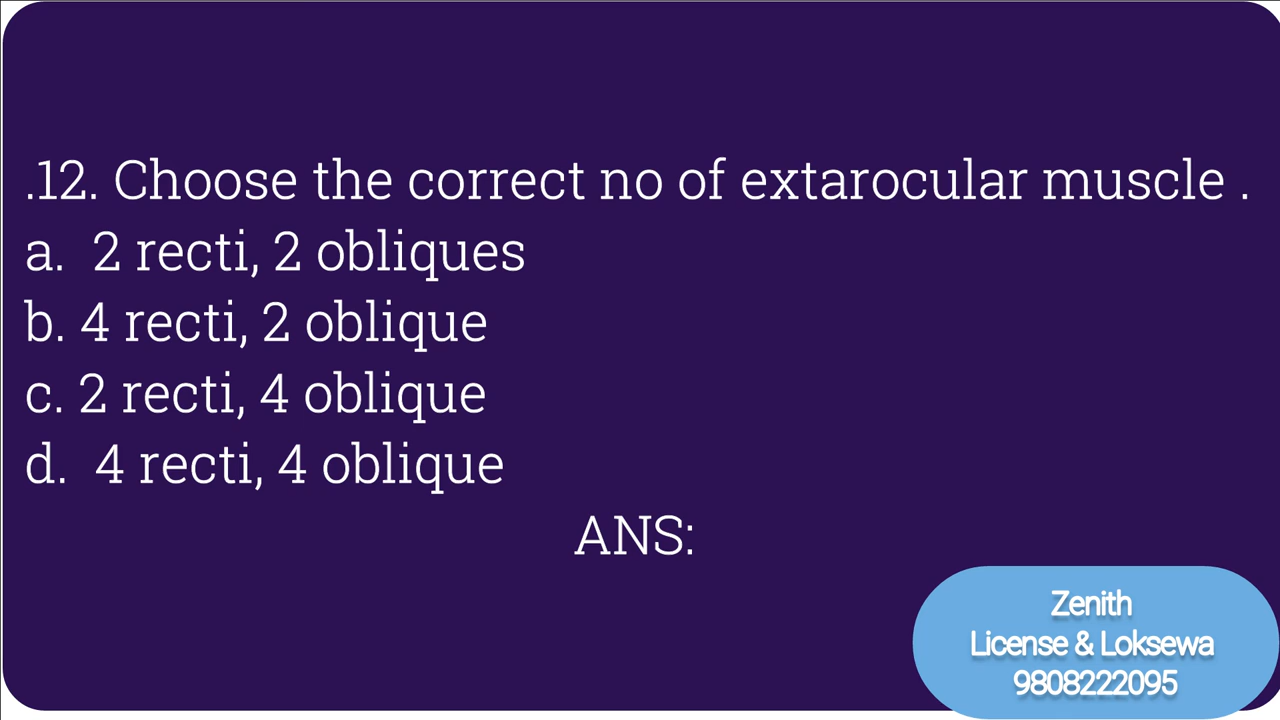 .12. Choose the correct no of extarocular muscle .
a. 2 recti, 2 obliques
b. 4 recti, 2 oblique
c. 2 recti, 4 oblique
d. 4 recti, 4 oblique
ANS:
Zenith
License & Loksewa
9808222095